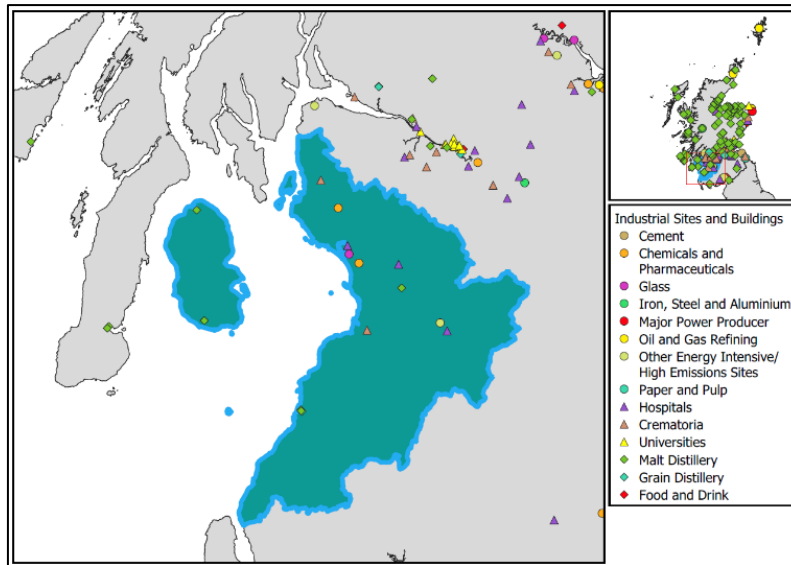 Industrial Sites and Buildings
Cement
Chemicals and
Pharmaceuticals
Glass
Iron, Steel and Aluminium
Major Power Producer
Oil and Gas Refining
Other Energy Intensive/
High Emissions Sites
Paper and Pulp
Hospitals
Crematoria
Universities
Malt Distillery
Grain Distillery
Food and Drink